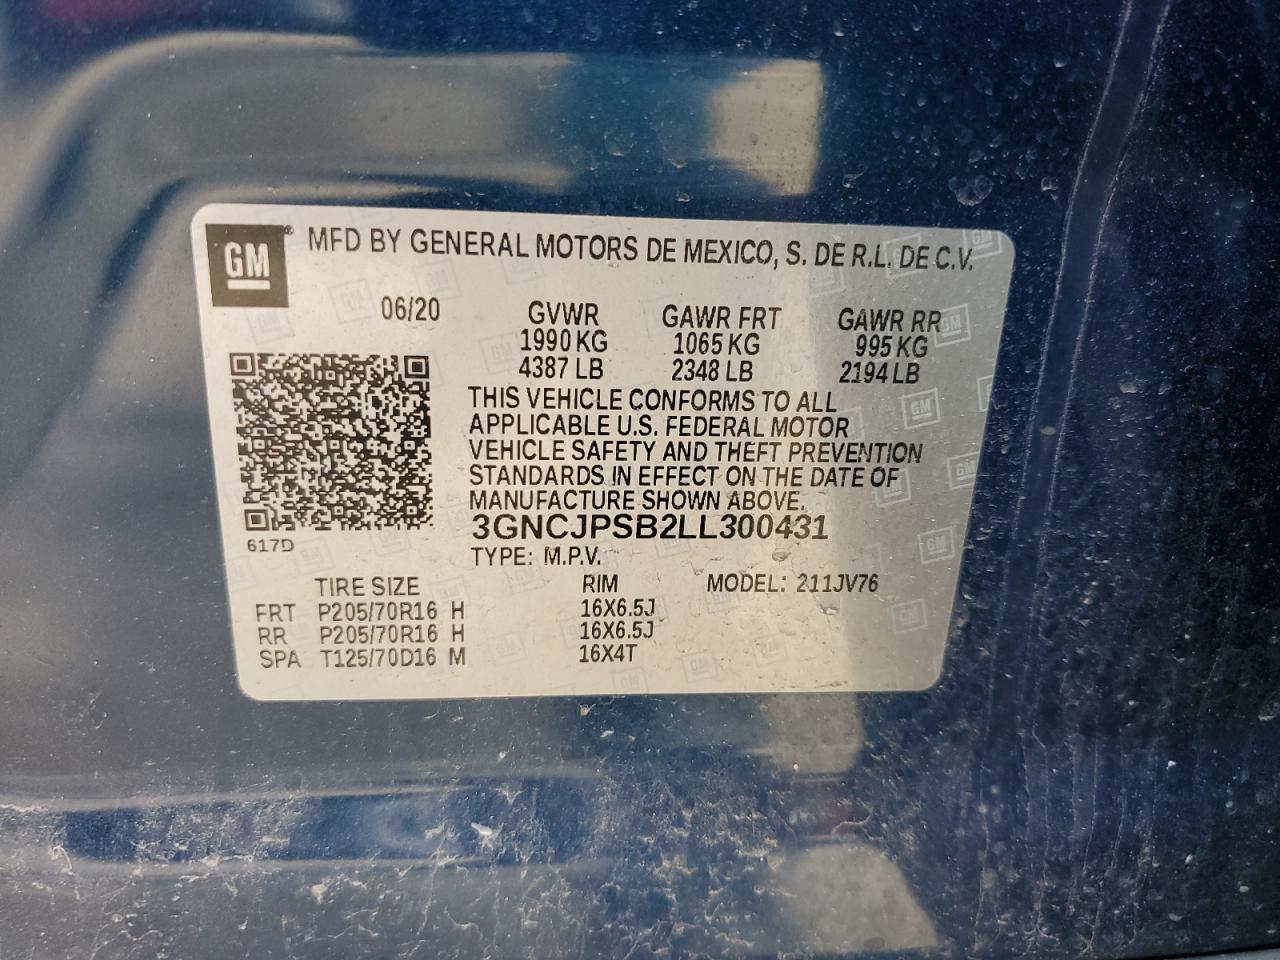 GM ® MFD BY GENERAL MOTORS DE MEXICO, S. DE R.L. DE C.V.
06/20 GVWR GAWR FRT GAWR RR
1990 KG 1065 KG 995 KG
4387 LB 2348 LB 2194 LB
THIS VEHICLE CONFORMS TO ALL
APPLICABLE U.S. FEDERAL MOTOR
VEHICLE SAFETY AND THEFT PREVENTION
STANDARDS IN EFFECT ON THE DATE OF
MANUFACTURE SHOWN ABOVE.
3GNCJPSB2LL300431
617D
TYPE: M.P.V.
TIRE SIZE RIM MODEL: 211JV76
FRT P205/70R16 H 16X6.5J
RR P205/70R16 H 16X6.5J
SPA T125/70D16 M 16X4T